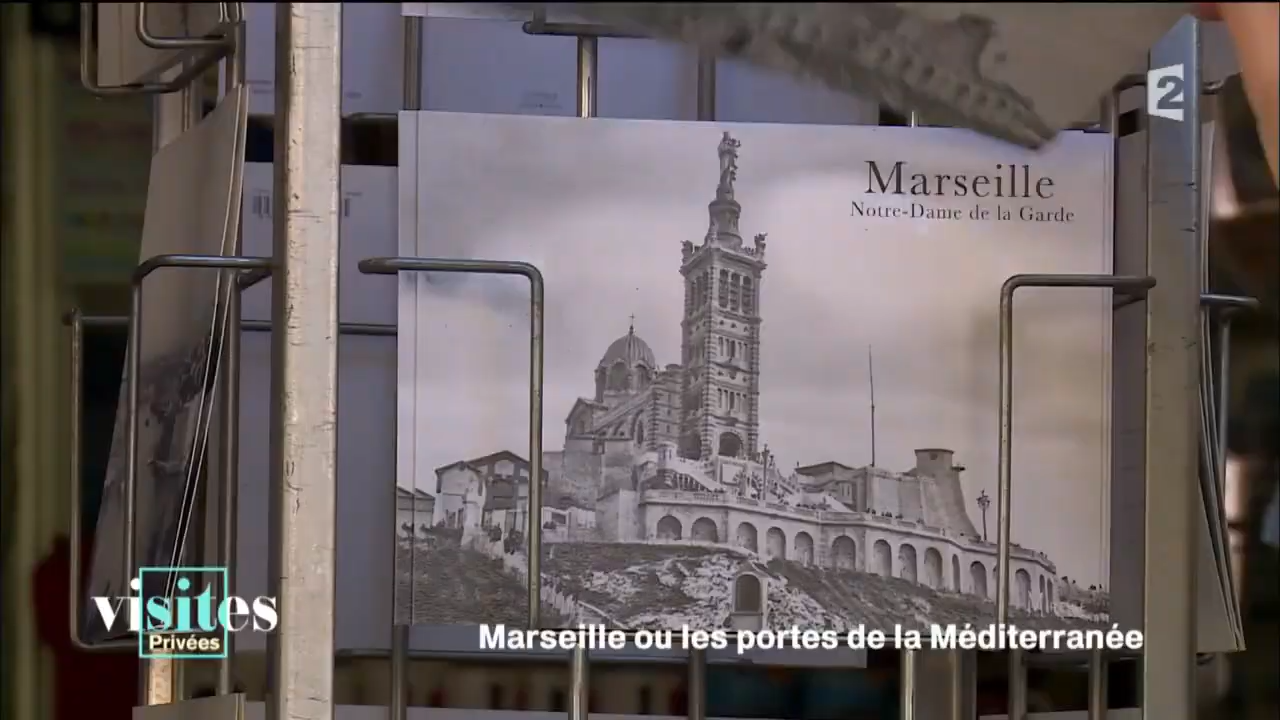 2
Marseille
Notre-Dame de la Garde
visites
Privées
Marseille ou les portes de la Méditerranée